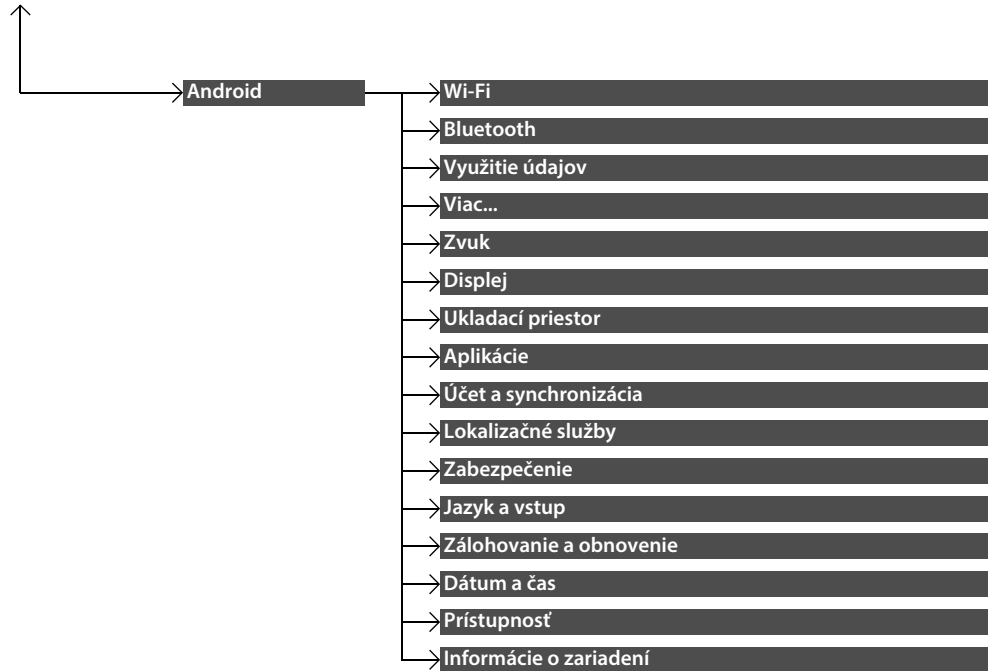 Android
Wi-Fi
Bluetooth
Využitie údajov
Viac...
Zvuk
Displej
Ukladací priestor
Aplikácie
Účet a synchronizácia
Lokalizačné služby
Zabezpečenie
Jazyk a vstup
Zálohovanie a obnovenie
Dátum a čas
Prístupnosť
Informácie o zariadení